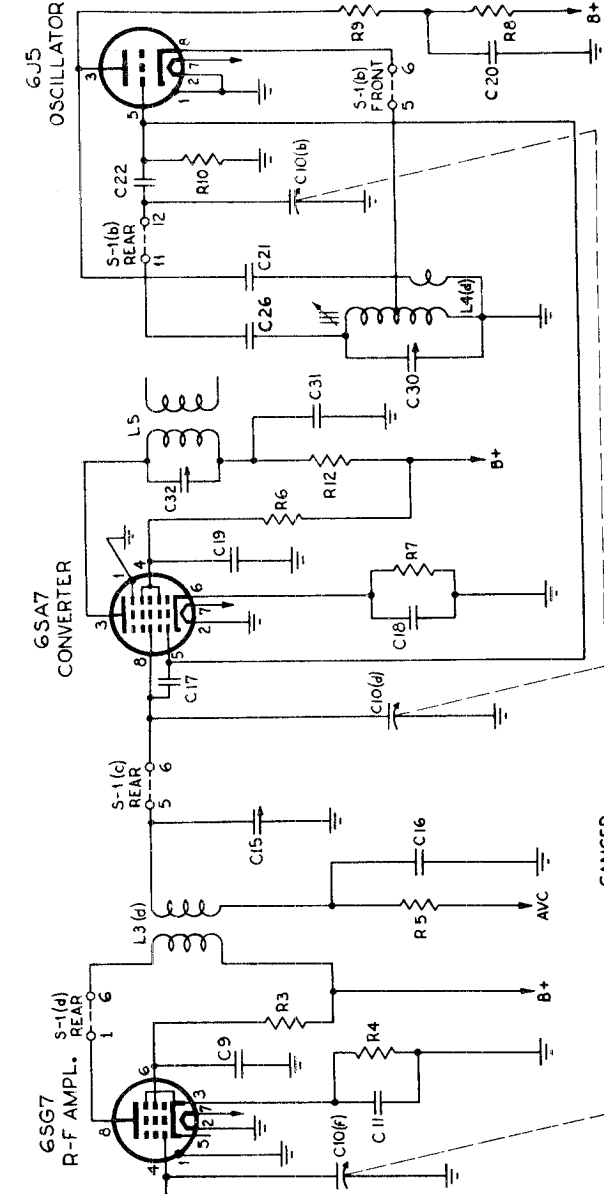 6SG7
R-F AMPL.
4
8
6
5
1
2
7
3
S-1(d)
REAR
1
6
C9
R3
C10(f)
C11
R4
B+
L3(d)
R5
C16
AVC
C15
S-1(c)
REAR
5
6
C10(d)
6SA7
CONVERTER
3
1
4
8
5
2
7
6
C17
C19
R6
C18
R7
L5
C32
C31
R12
B+
S-1(b)
REAR
11
12
C26
C21
C30
L4(d)
C22
R10
C10(b)
6J5
OSCILLATOR
3
5
1
2
7
8
S-1(b)
FRONT
5
6
R9
R8
C20
B+